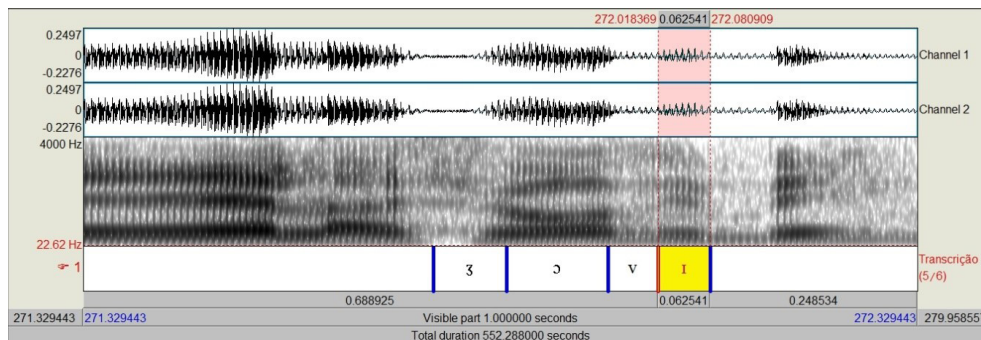 272.018369 0.062541 272.080909
0.2497
0
-0.2276
Channel 1
0.2497
0
-0.2276
Channel 2
4000 Hz
22.62 Hz
☞ 1
ʒ ɔ v ɪ
Transcrição
(5/6)
0.688925 0.062541 0.248534
271.329443 271.329443 Visible part 1.000000 seconds 272.329443 279.95855
Total duration 552.288000 seconds